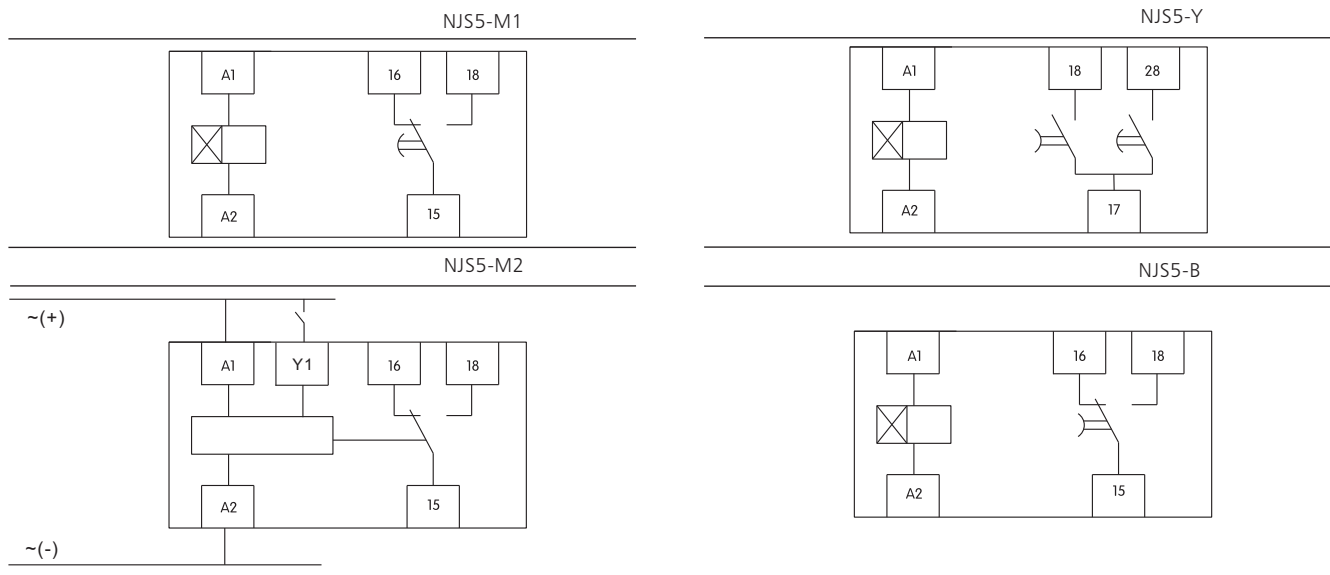 NJS5-M1
A1 16 18
A2 15
NJS5-M2
~(+)
A1 Y1 16 18
A2 15
~(-)
NJS5-Y
A1 18 28
A2 17
NJS5-B
A1 16 18
A2 15